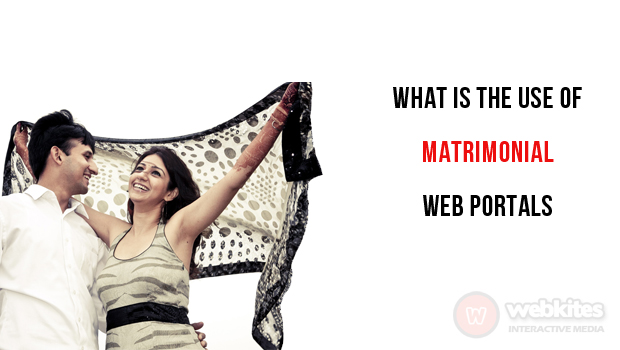 WHAT IS THE USE OF
MATRIMONIAL
WEB PORTALS
w webkites
INTERACTIVE MEDIA